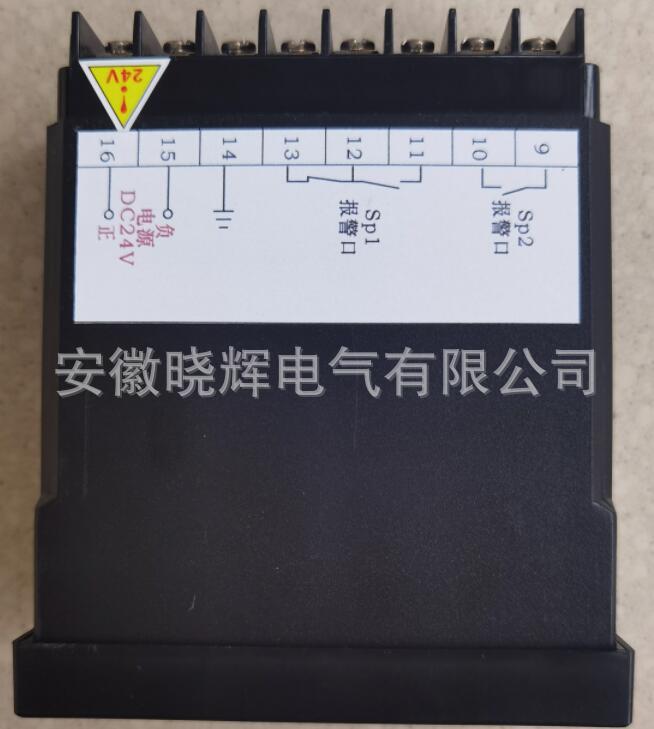 24V
!
16 15 14 13 12 11 10 9
正
DC24V
电源
负
Sp1
报警口
Sp2
报警口
安徽晓辉电气有限公司